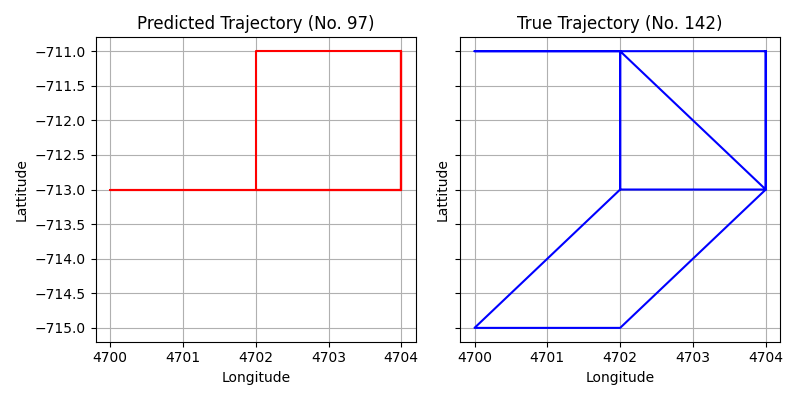 Predicted Trajectory (No. 97)
True Trajectory (No. 142)
−711.0
−711.5
−712.0
−712.5
−713.0
−713.5
−714.0
−714.5
−715.0
Lattitude
Lattitude
4700 4701 4702 4703 4704
4700 4701 4702 4703 4704
Longitude
Longitude